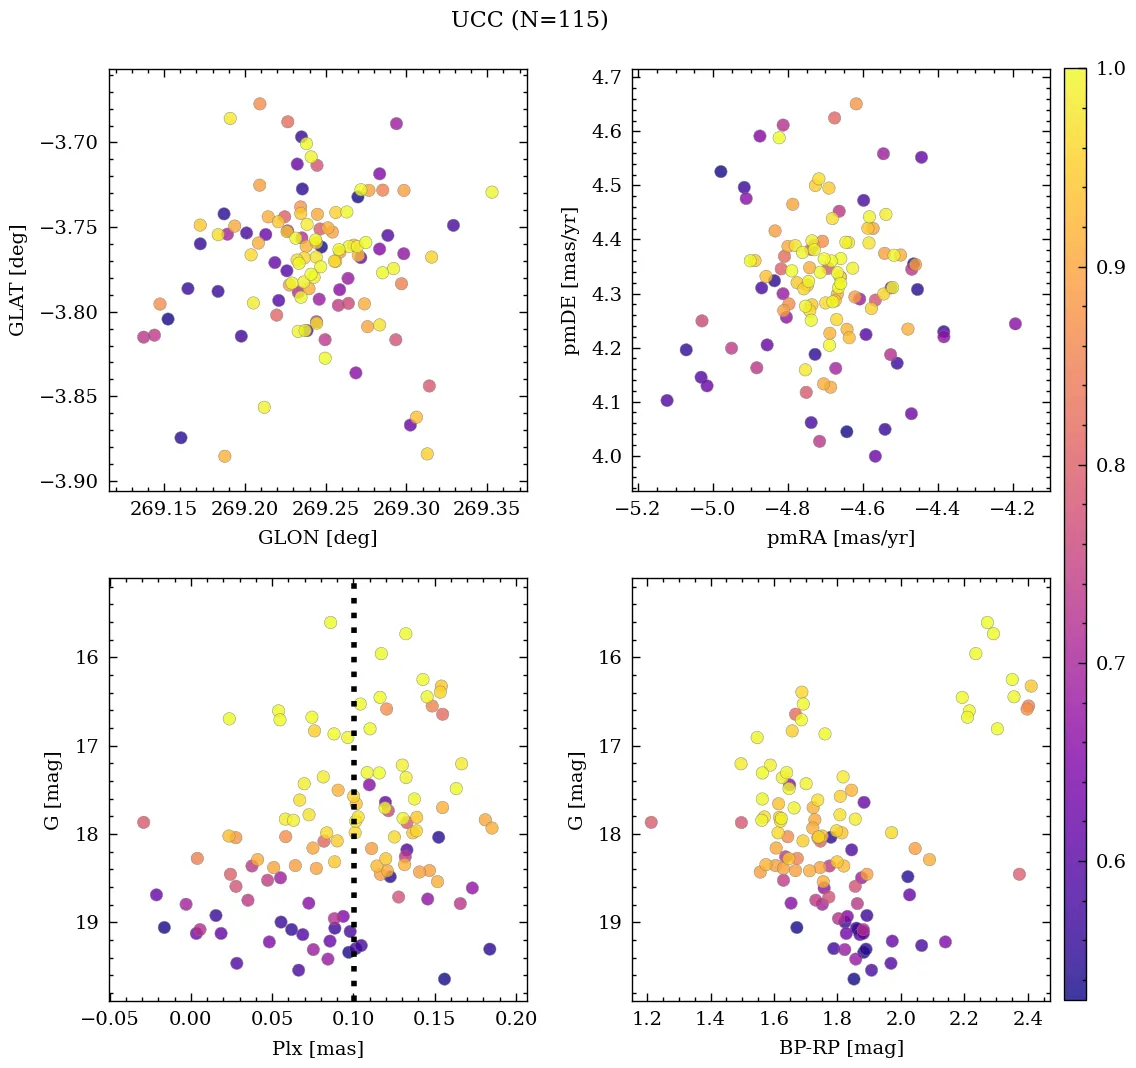 UCC (N=115)
−3.70
−3.75
−3.80
−3.85
−3.90
GLAT [deg]
269.15 269.20 269.25 269.30 269.35
GLON [deg]
4.7
4.6
4.5
4.4
4.3
4.2
4.1
4.0
pmDE [mas/yr]
−5.2 −5.0 −4.8 −4.6 −4.4 −4.2
pmRA [mas/yr]
1.0
0.9
0.8
0.7
0.6
16
17
18
19
G [mag]
−0.05 0.00 0.05 0.10 0.15 0.20
Plx [mas]
16
17
18
19
G [mag]
1.2 1.4 1.6 1.8 2.0 2.2 2.4
BP-RP [mag]